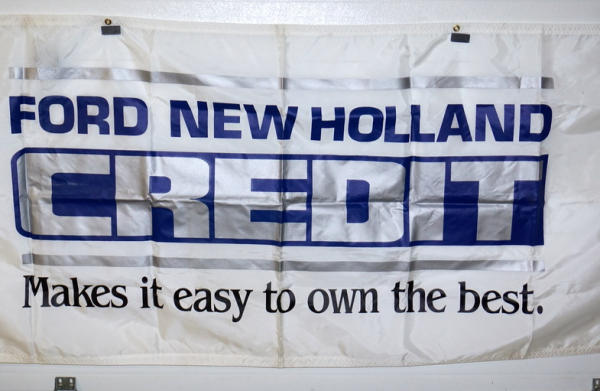 FORD NEW HOLLAND
CREDIT
Makes it easy to own the best.